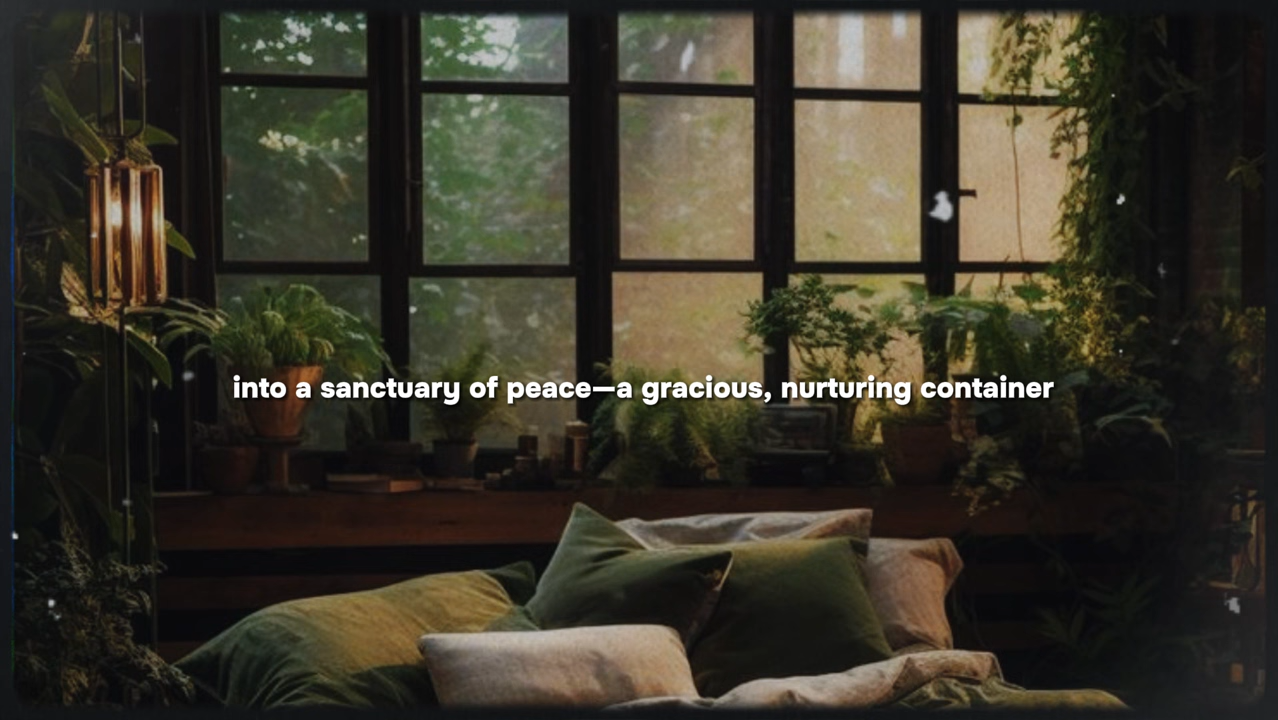 into a sanctuary of peace—a gracious, nurturing container